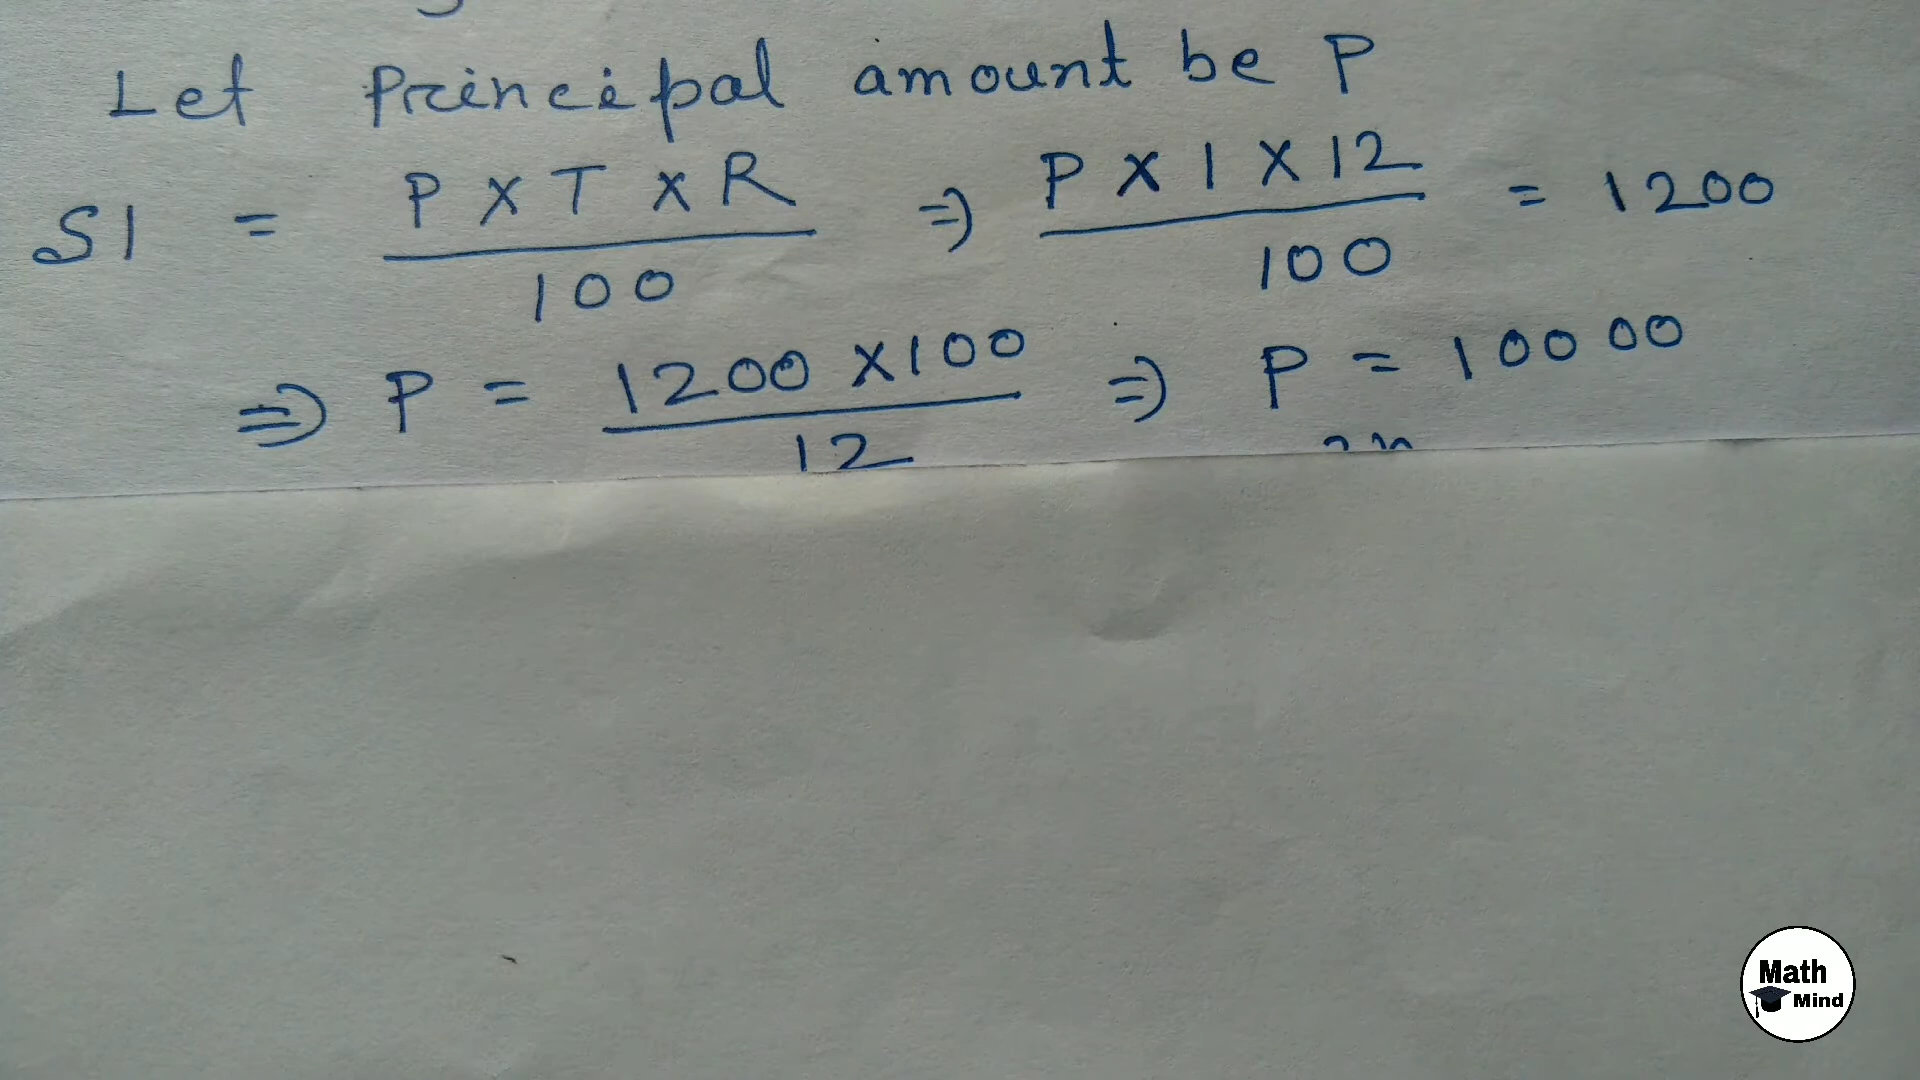 Let Principal amount be P
SI = P X T X R / 100 => P X 1 X 12 / 100 = 1200
=> P = 1200 X 100 / 12 => P = 10000
Math
Mind